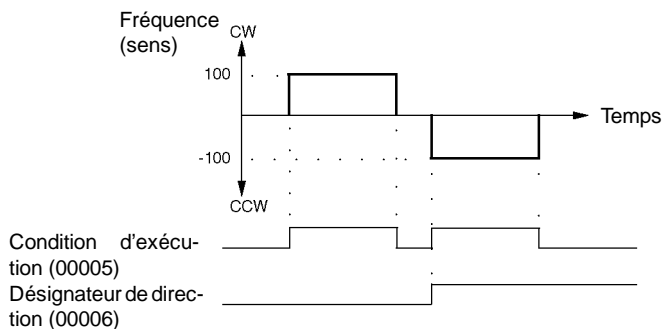 Fréquence
(sens)
CW
100
Temps
-100
CCW
Condition d'exécu-
tion (00005)
Désignateur de direc-
tion (00006)